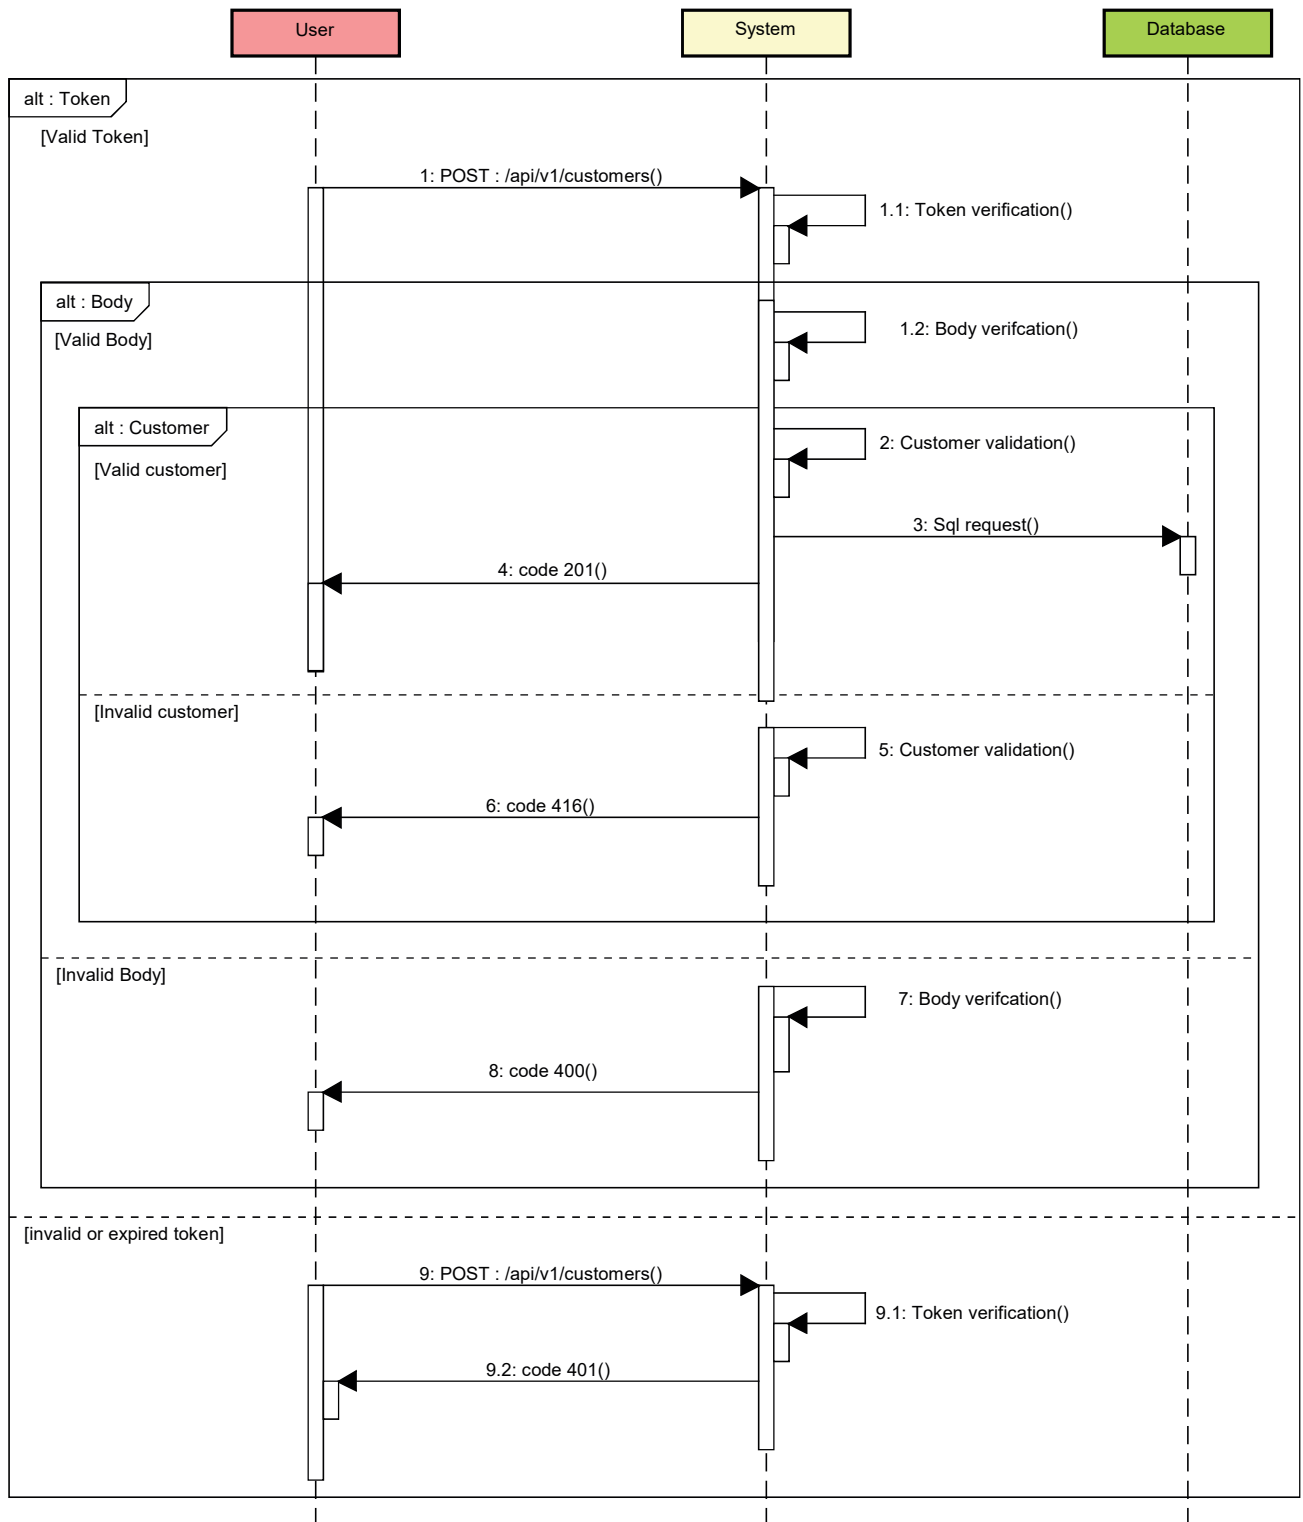 User
System
Database
alt : Token
[Valid Token]
1: POST : /api/v1/customers()
1.1: Token verification()
alt : Body
[Valid Body]
1.2: Body verifcation()
alt : Customer
[Valid customer]
2: Customer validation()
3: Sql request()
4: code 201()
[Invalid customer]
5: Customer validation()
6: code 416()
[Invalid Body]
7: Body verifcation()
8: code 400()
[invalid or expired token]
9: POST : /api/v1/customers()
9.1: Token verification()
9.2: code 401()